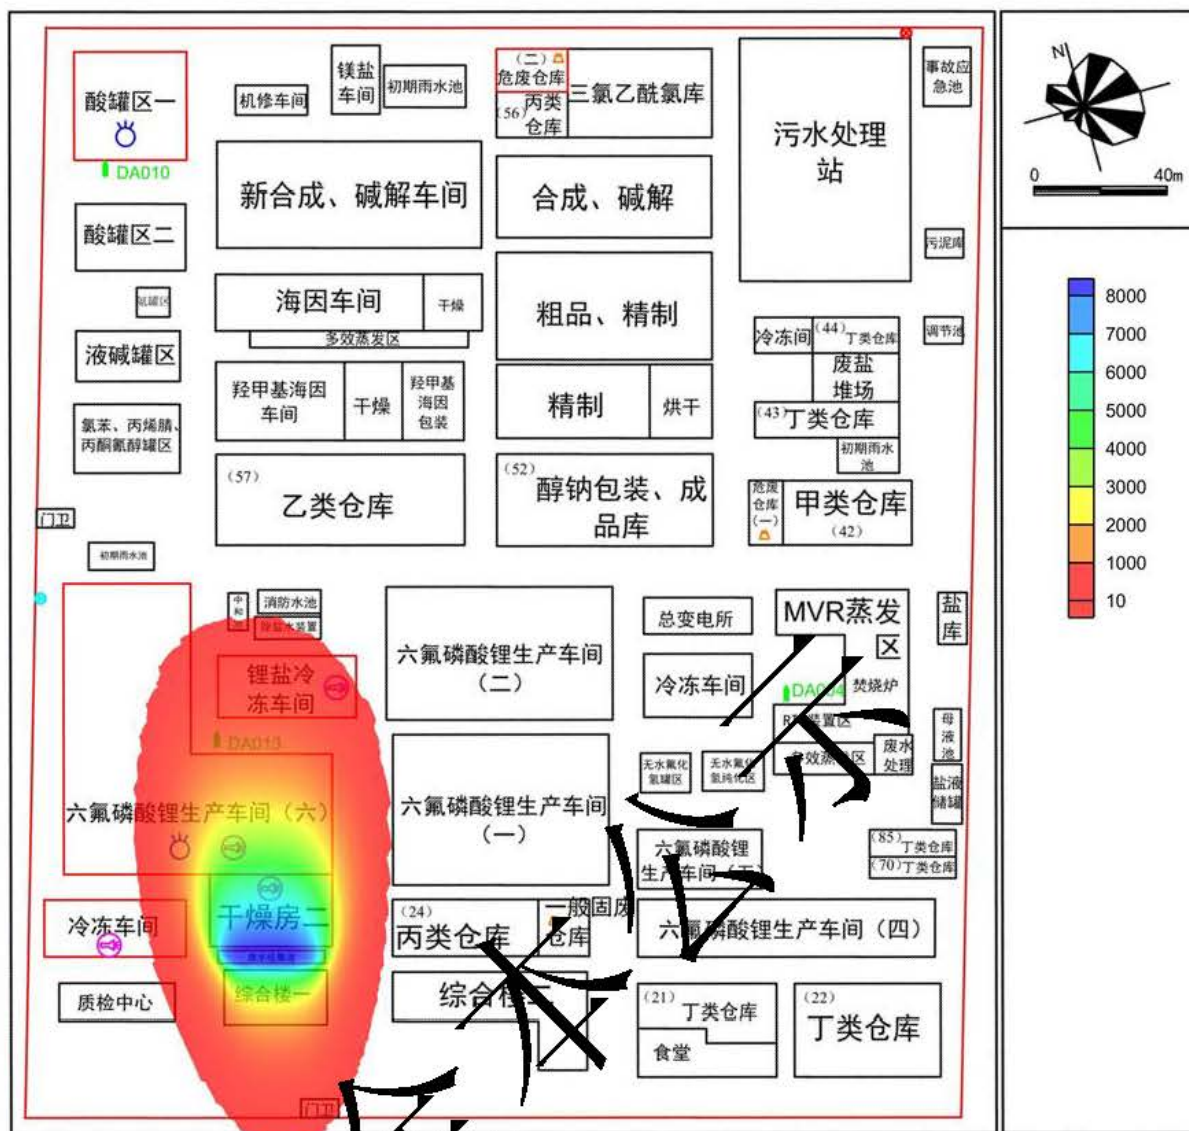 酸罐区一
DA010
酸罐区二
液碱罐区
氯苯、丙烯腈、
丙酮氰醇罐区
门卫
初期雨水池
机修车间
镁盐
车间
初期雨水池
新合成、碱解车间
海因车间
干燥
多效蒸发区
羟甲基海因
车间
干燥
羟甲基
海因
包装
(57)
乙类仓库
(二)
危废仓库
(56)
丙类
仓库
三氯乙酰氯库
合成、碱解
粗品、精制
精制
烘干
(52)
醇钠包装、成
品库
污水处理
站
事故应
急池
污泥库
调节池
冷冻间
(44)
丁类仓库
废盐
堆场
(43)
丁类仓库
初期雨水
池
危废
仓库
(一)
甲类仓库
(42)
消防水池
锂盐冷
冻车间
DA013
六氟磷酸锂生产车间(六)
干燥房二
冷冻车间
质检中心
综合楼一
门卫
六氟磷酸锂生产车间
(二)
六氟磷酸锂生产车间
(一)
(24)
丙类仓库
一般固废
仓库
总变电所
冷冻车间
MVR蒸发
区
DA004
焚烧炉
废水
处理
无水氟化
氢罐区
无水氟化
氢纯化区
六氟磷酸锂
六氟磷酸锂生产车间(四)
(21)
丁类仓库
食堂
(22)
丁类仓库
盐
库
母
液
池
盐液
储罐
(85)
丁类仓库
(70)
丁类仓库
N
0
40m
8000
7000
6000
5000
4000
3000
2000
1000
10